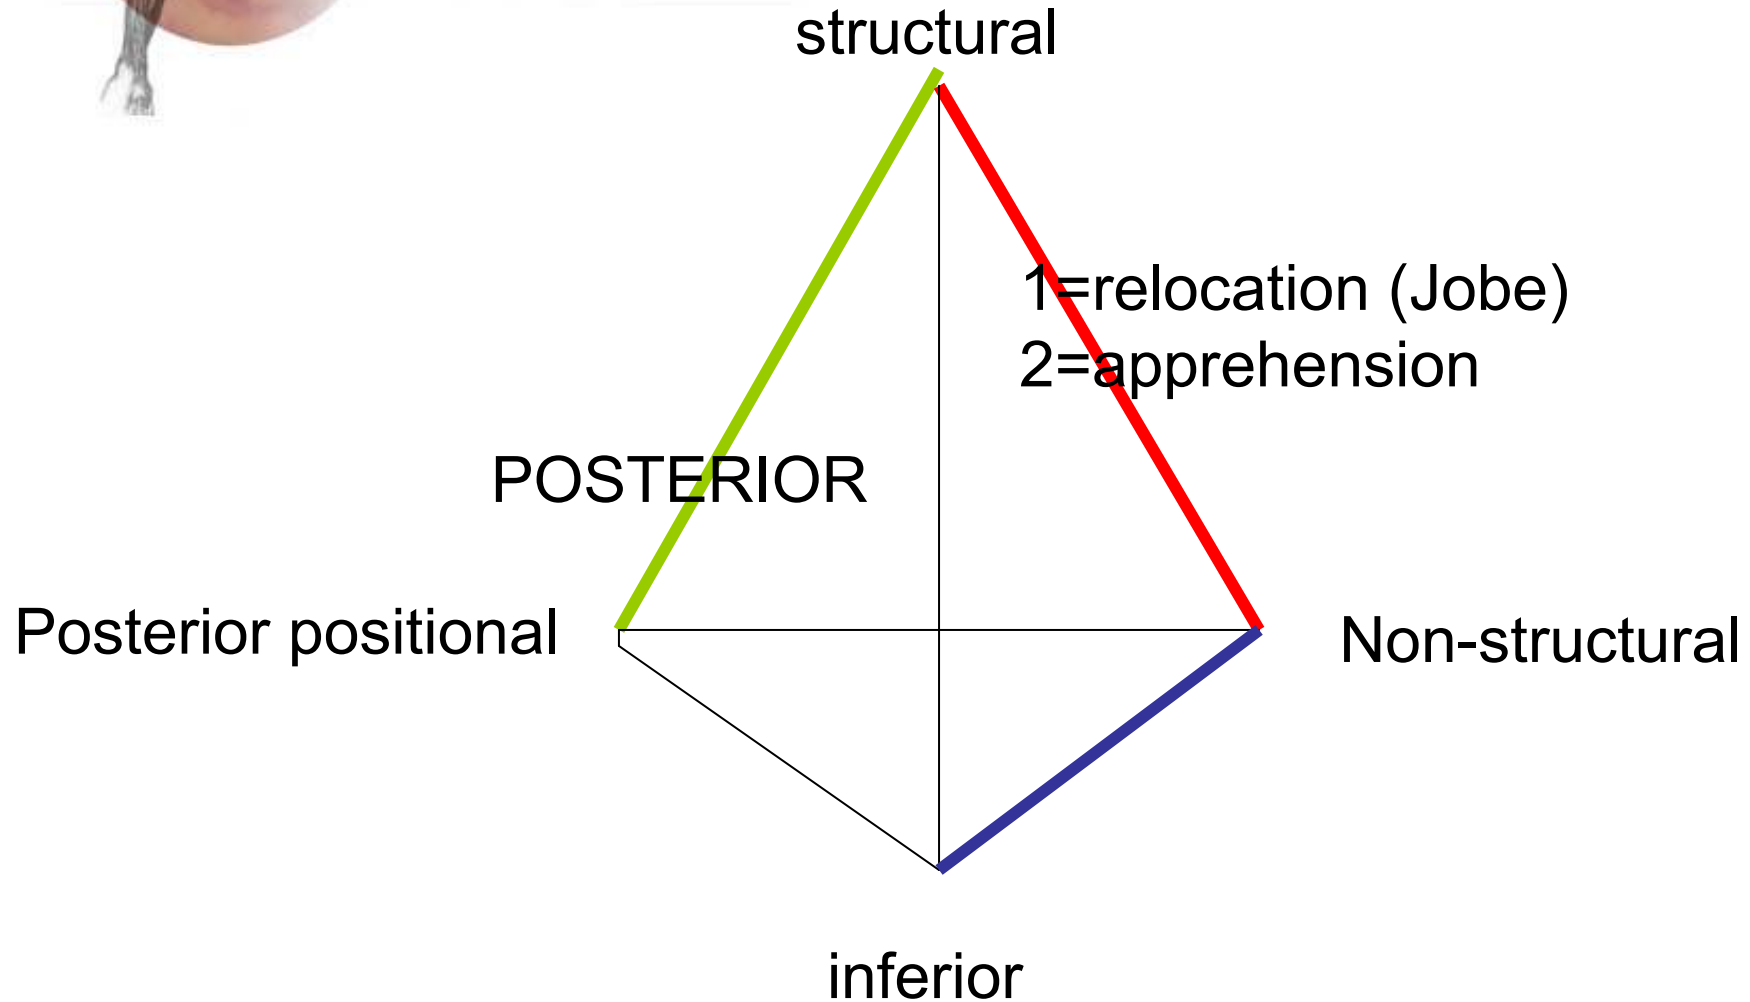 structural
1=relocation (Jobe)
2=apprehension
POSTERIOR
Posterior positional
Non-structural
inferior